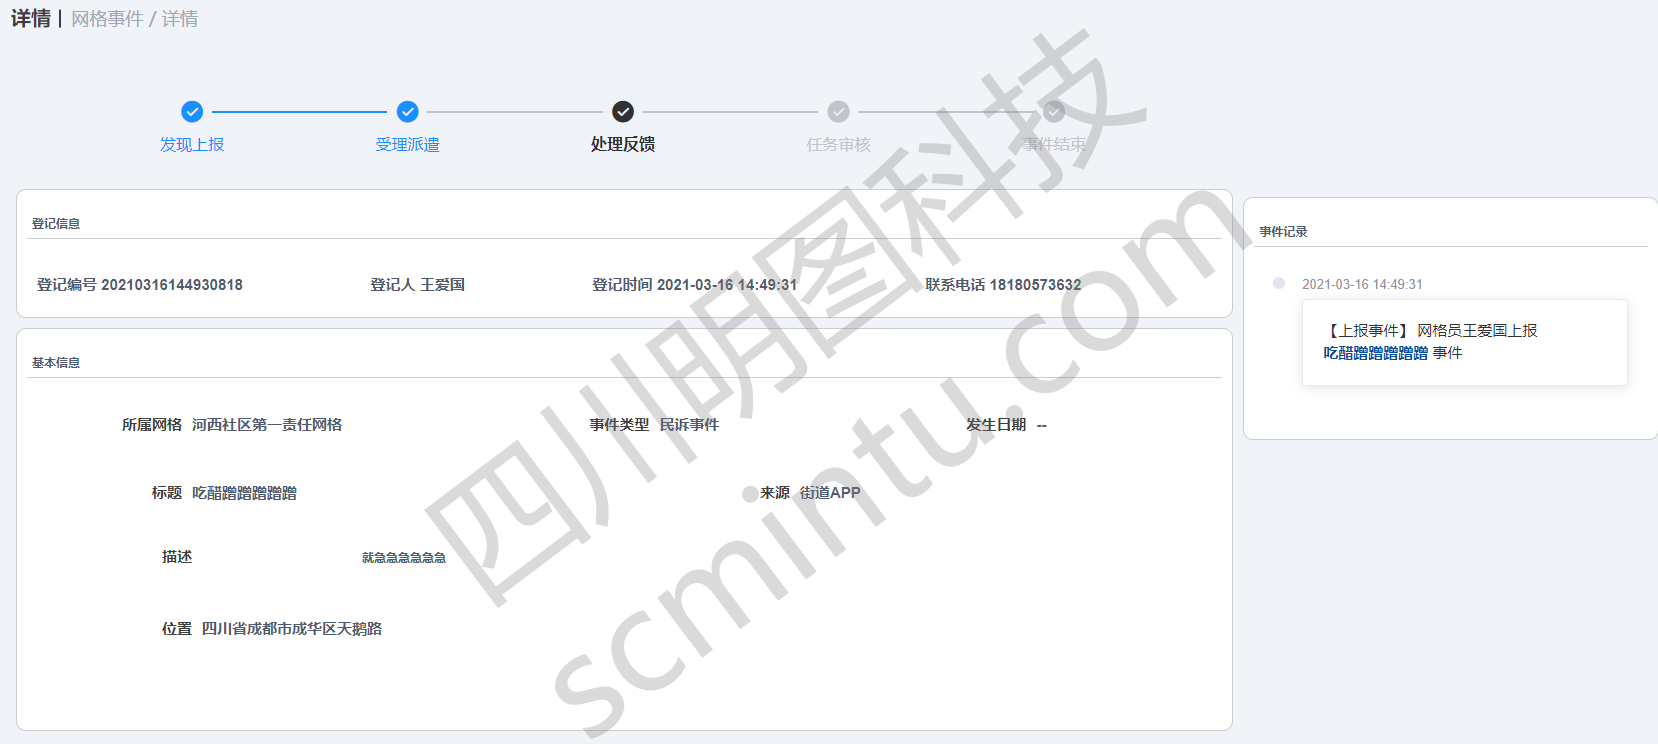 详情 | 网格事件 / 详情
发现上报 受理派遣 处理反馈 任务审核 事件结束
登记信息
登记编号 20210316144930818 登记人 王爱国 登记时间 2021-03-16 14:49:31 联系电话 18180573632
基本信息
所属网格 河西社区第一责任网格 事件类型 民诉事件 发生日期 --
标题 吃醋蹭蹭蹭蹭蹭 来源 街道APP
描述 就急急急急急急
位置 四川省成都市成华区天鹅路
事件记录
2021-03-16 14:49:31
【上报事件】 网格员王爱国上报
吃醋蹭蹭蹭蹭蹭 事件
四川明图科技
scmintu.com